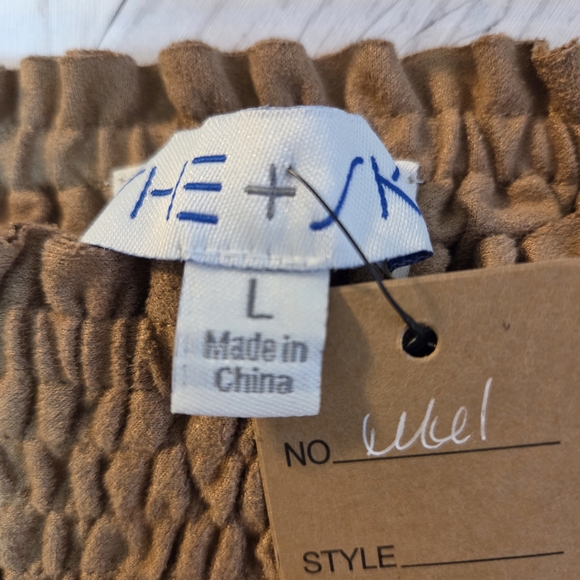 HE + SK
L
Made in
China
NO
STYLE